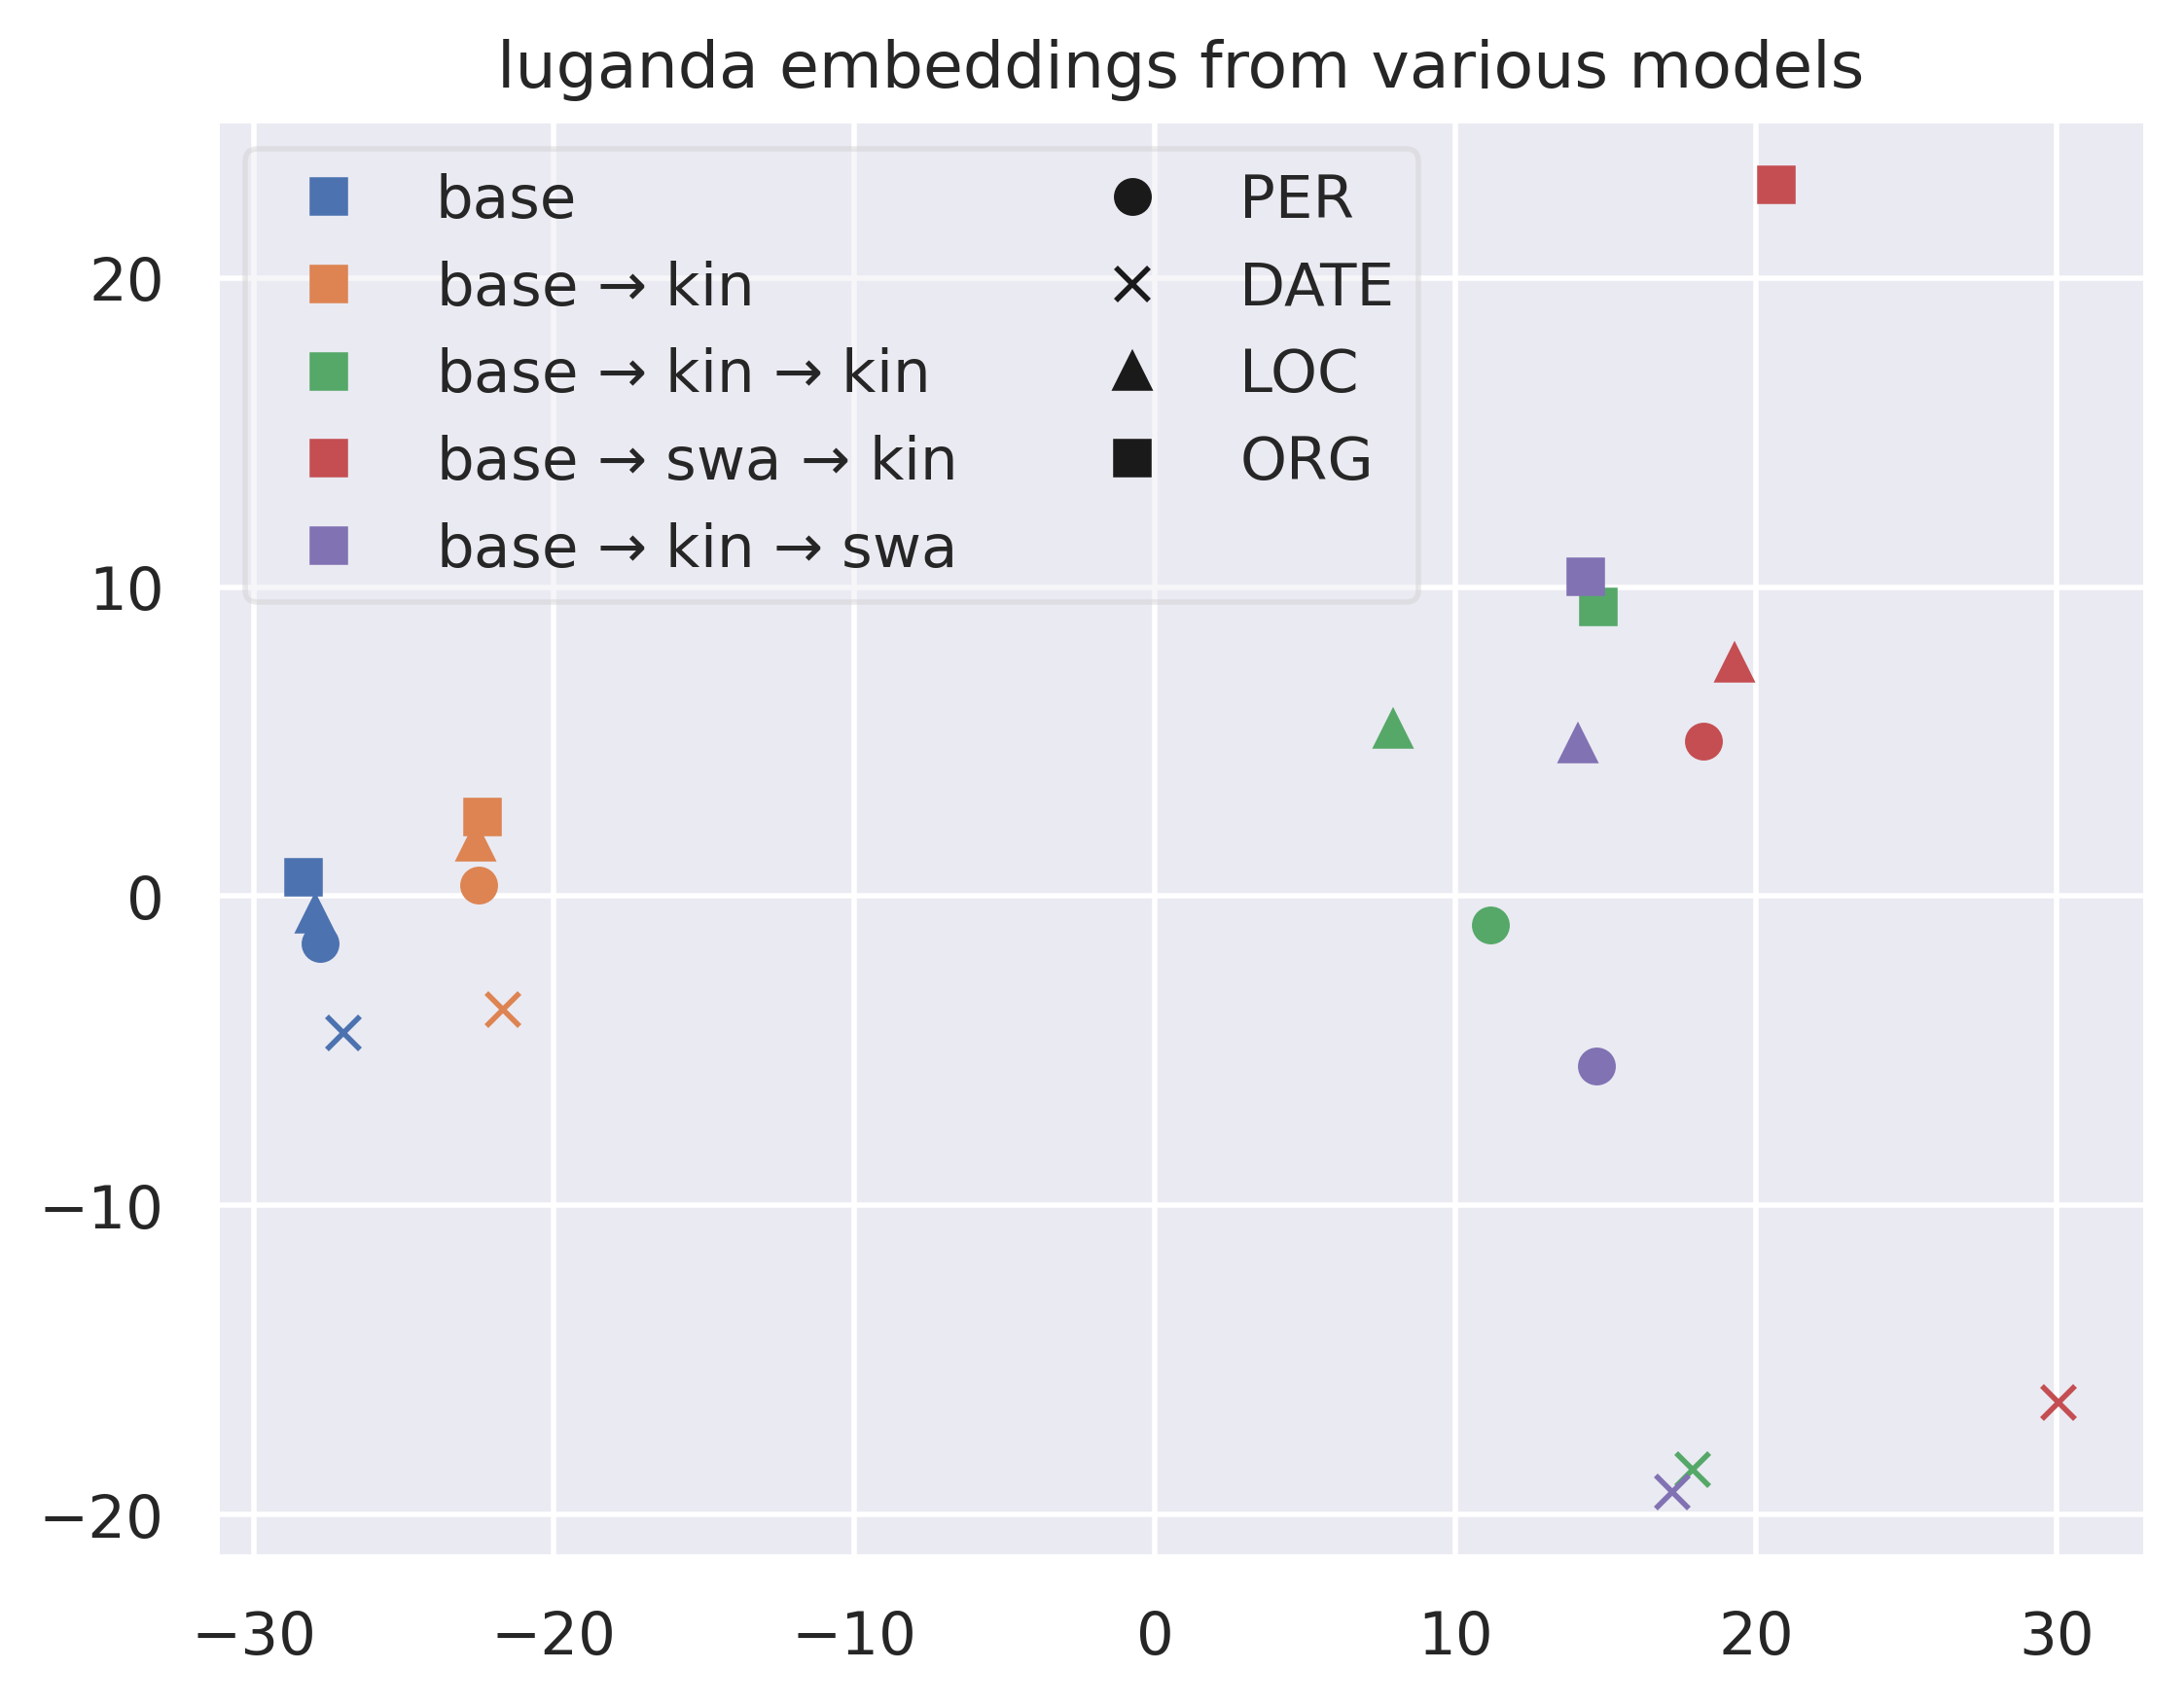 luganda embeddings from various models
base
base → kin
base → kin → kin
base → swa → kin
base → kin → swa
PER
DATE
LOC
ORG
20
10
0
−10
−20
−30 −20 −10 0 10 20 30